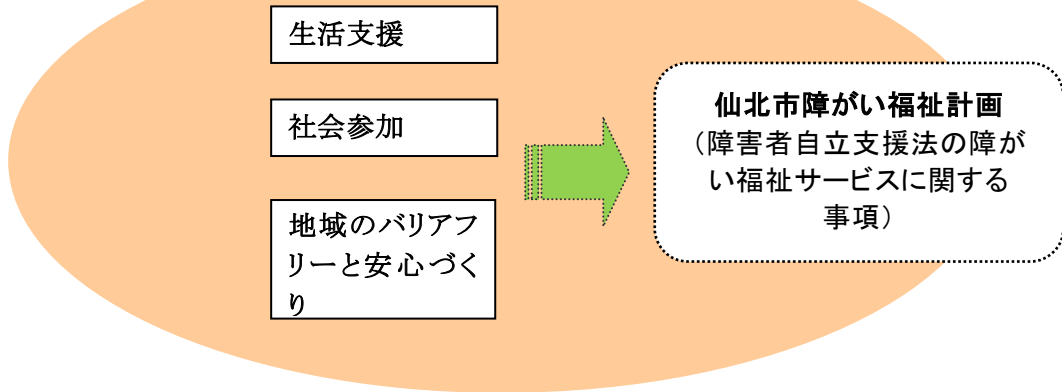 生活支援
社会参加
地域のバリアフ
リーと安心づく
り
仙北市障がい福祉計画
（障害者自立支援法の障が
い福祉サービスに関する
事項）